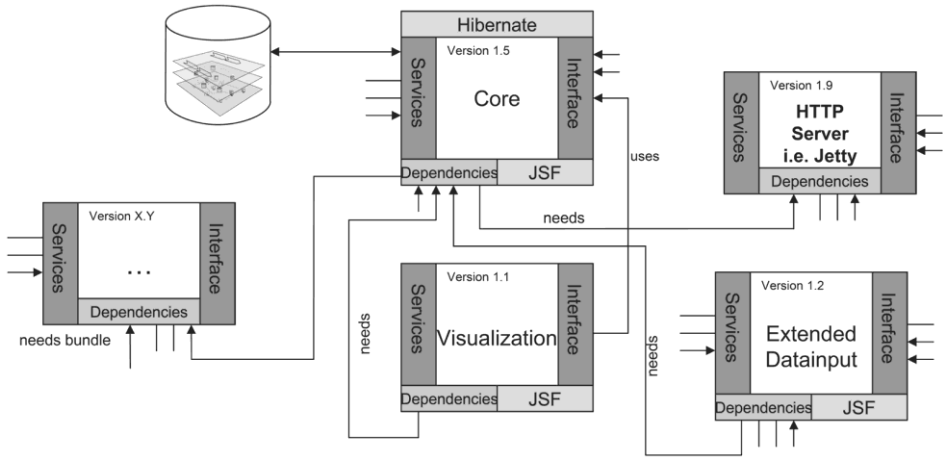 Hibernate
Version 1.5
Services
Core
Interface
Dependencies
JSF
Version 1.9
Services
HTTP
Server
i.e. Jetty
Interface
Dependencies
uses
needs
Version X.Y
Services
...
Interface
Dependencies
needs bundle
needs
Version 1.1
Services
Visualization
Interface
Dependencies
JSF
needs
Version 1.2
Services
Extended
Datainput
Interface
Dependencies
JSF